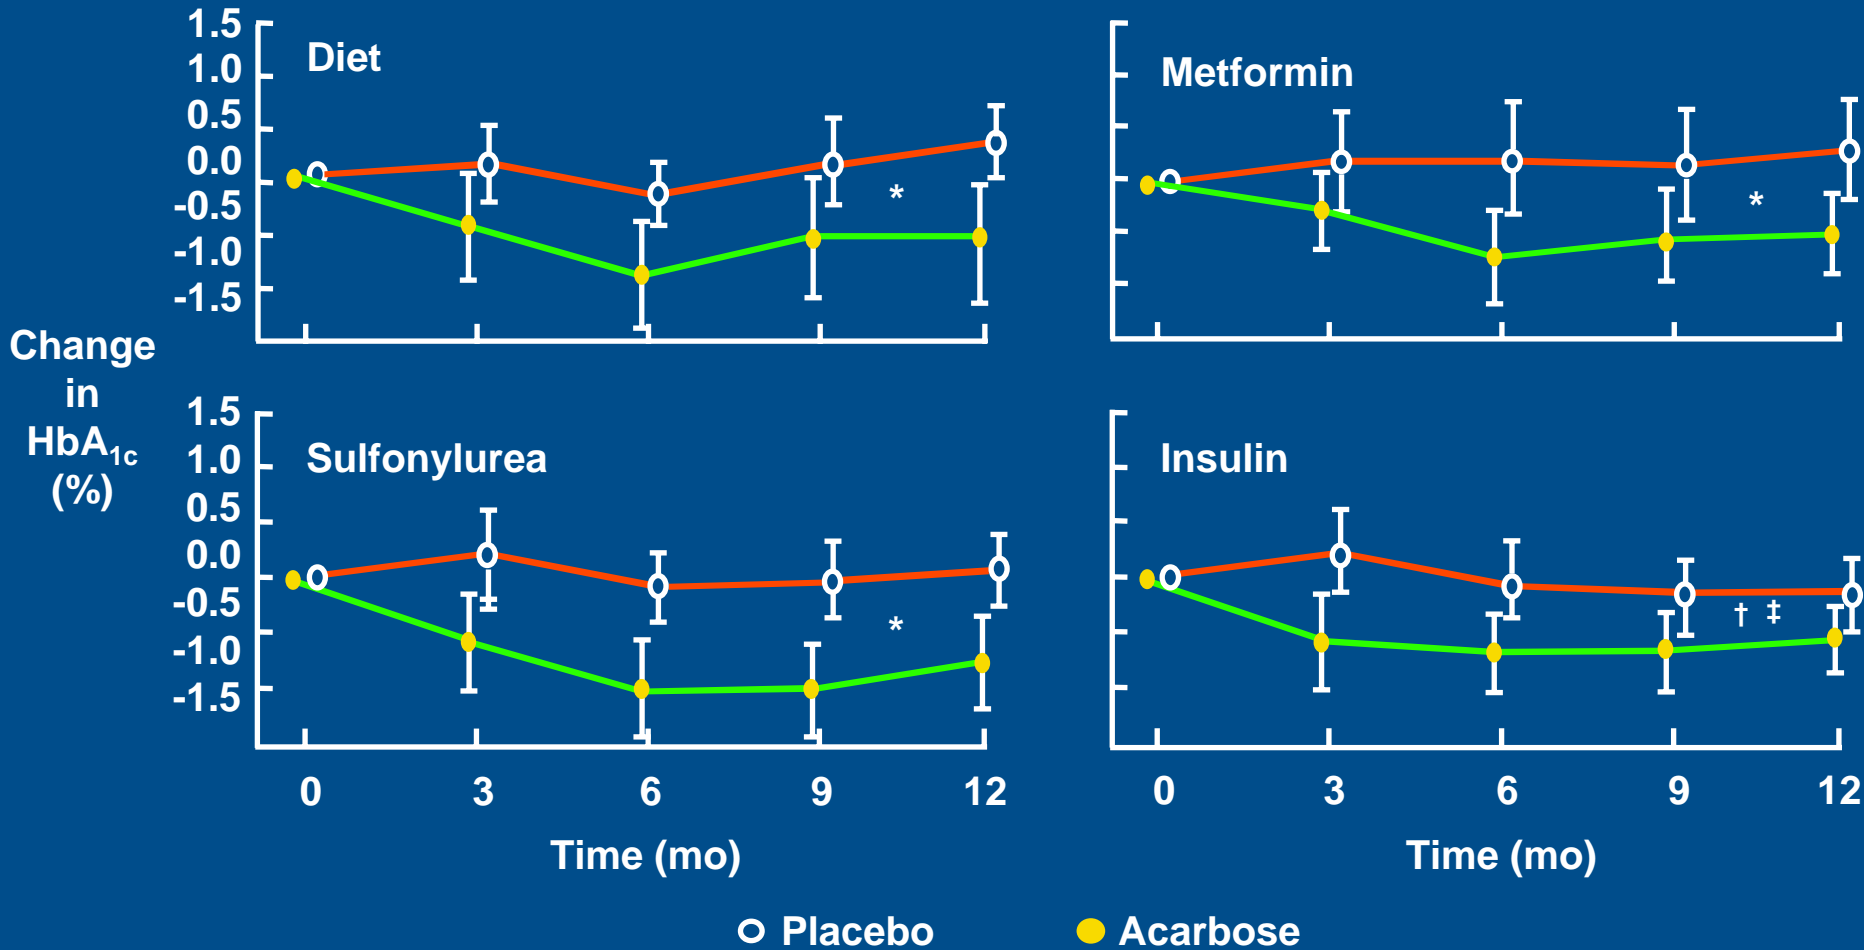 Diet
1.5
1.0
0.5
0.0
-0.5
-1.0
-1.5
*
Metformin
*
Change
in
HbA1c
(%)
Sulfonylurea
1.5
1.0
0.5
0.0
-0.5
-1.0
-1.5
*
0 3 6 9 12
Time (mo)
Insulin
† ‡
0 3 6 9 12
Time (mo)
Placebo
Acarbose